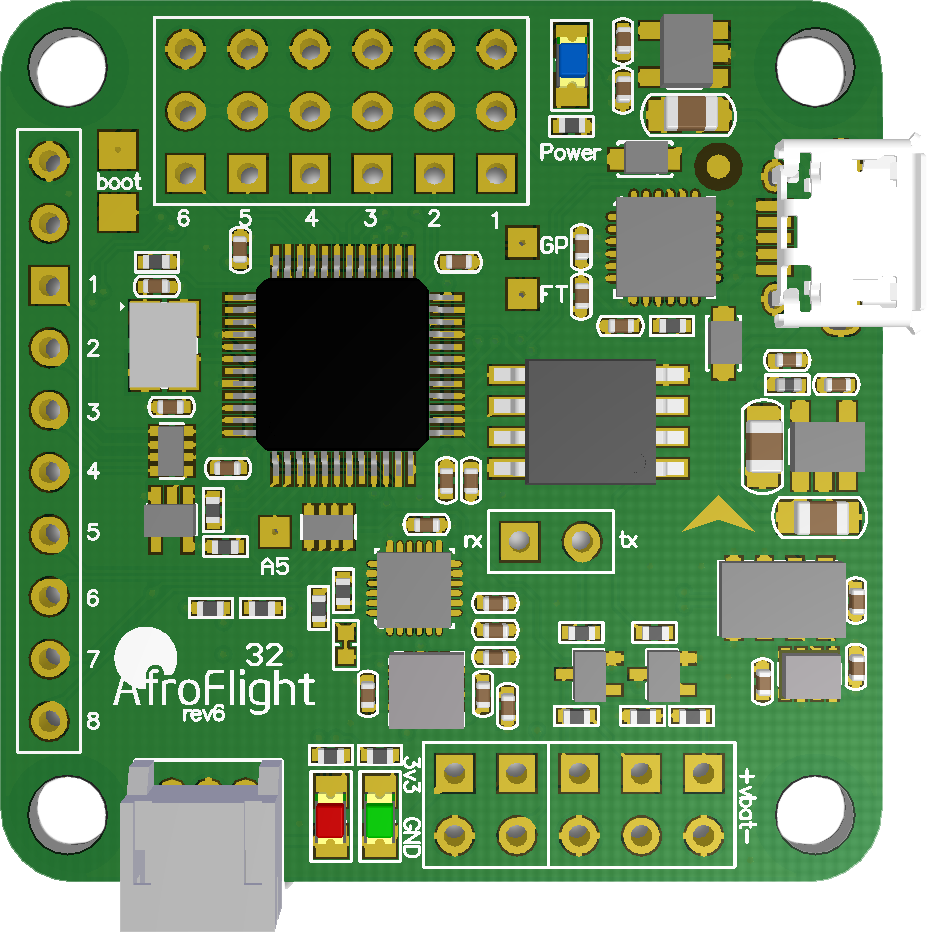 Power
boot
6 5 4 3 2 1
GP
FT
1
2
3
4
5
6
7
8
rx
tx
A5
32
AfroFlight
rev6
3v3
GND
+vbat-